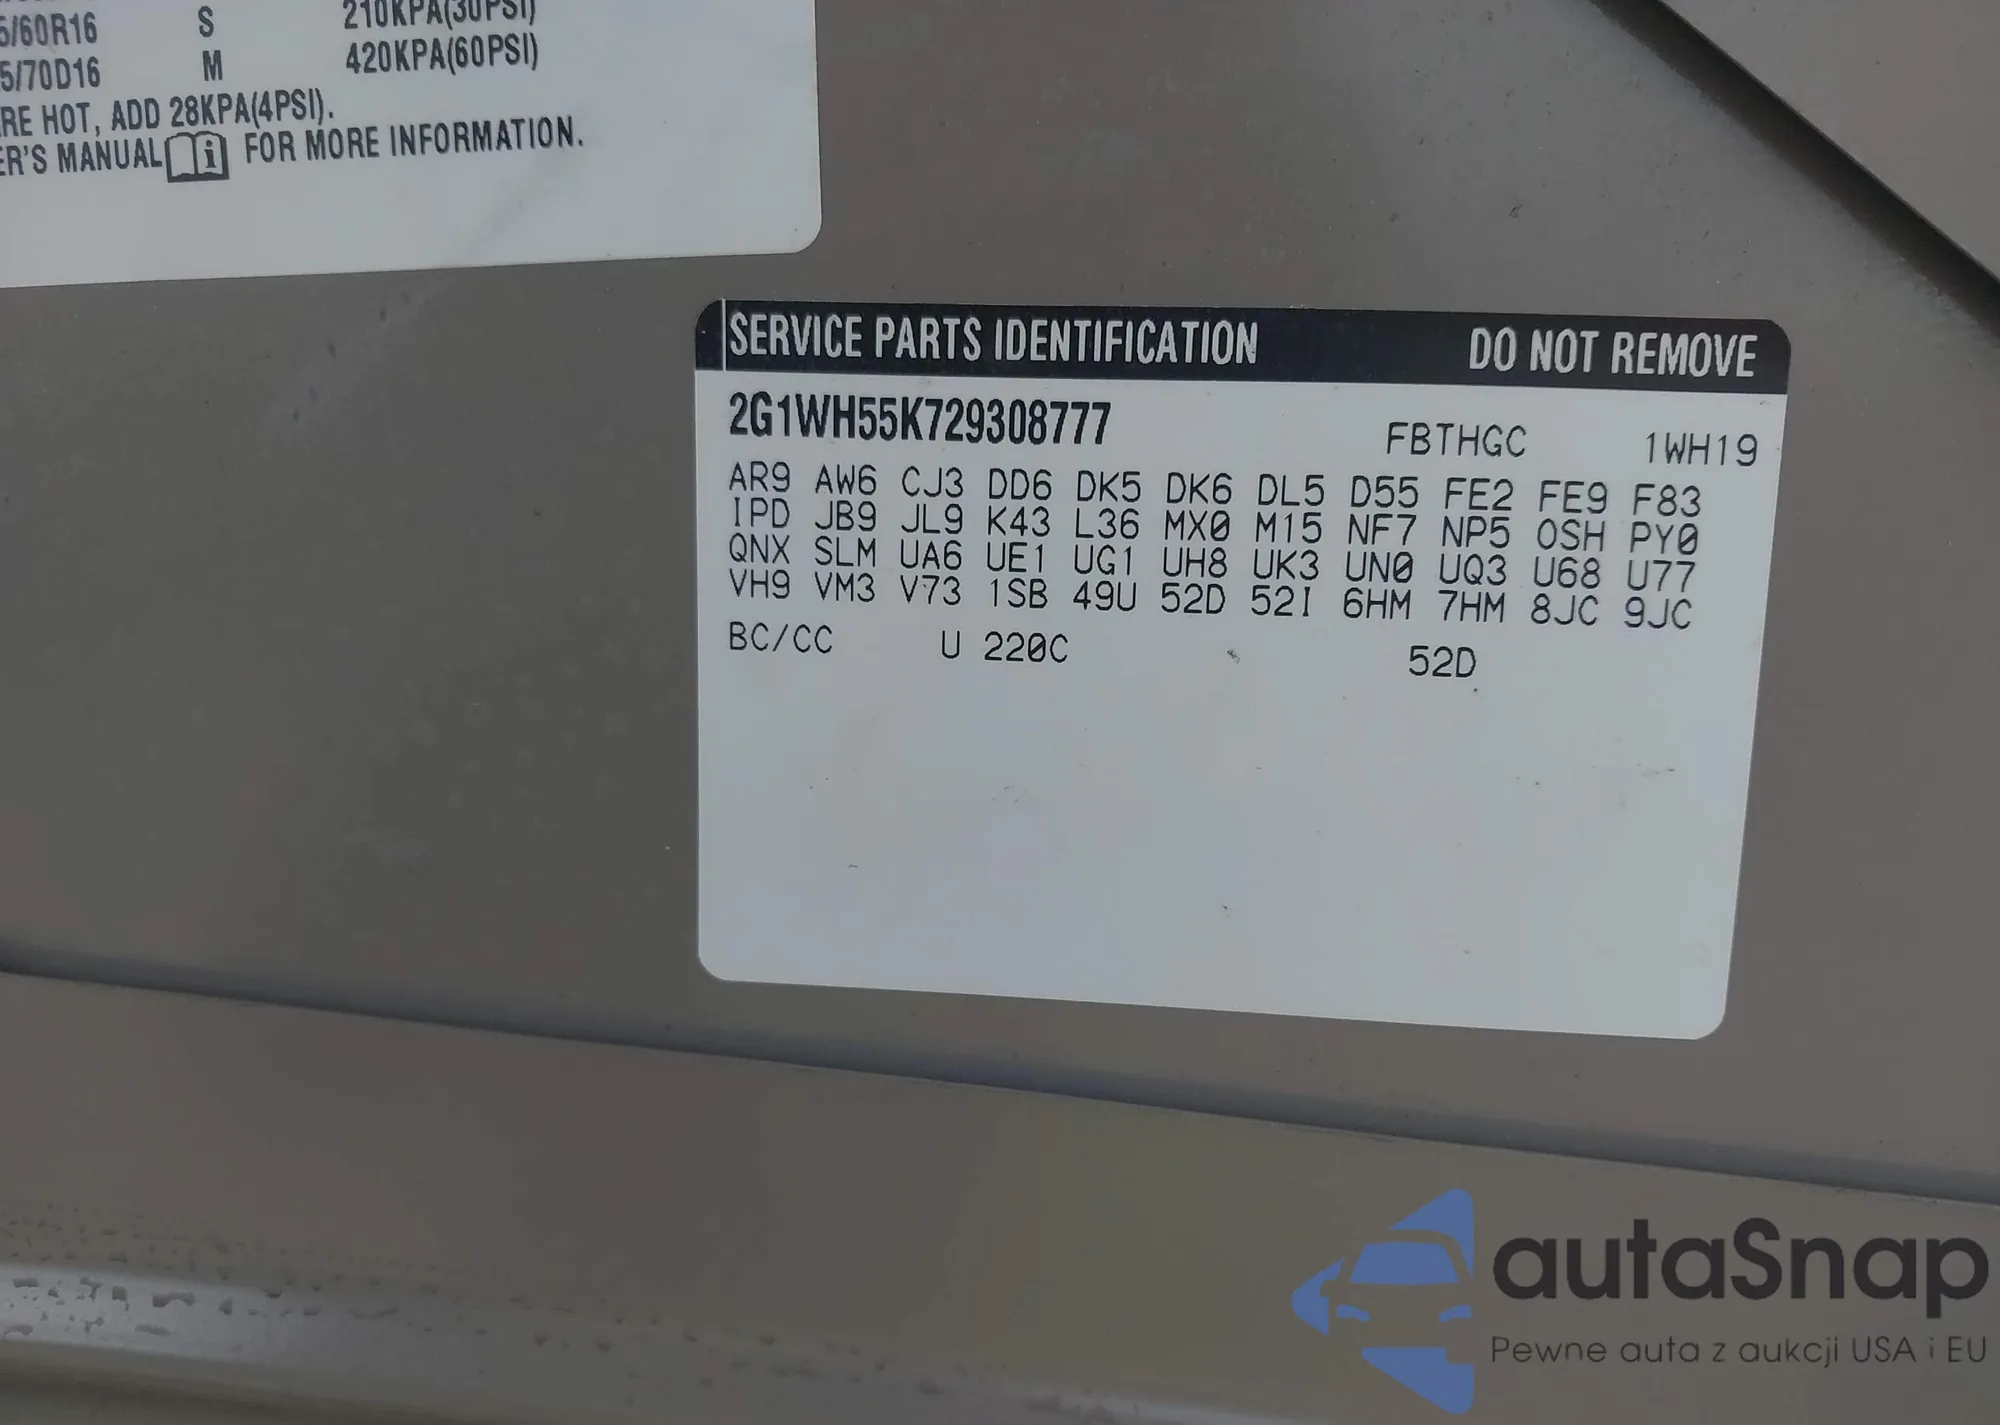 5/60R16 S 210KPA(30PSI)
5/70D16 M 420KPA(60PSI)
RE HOT, ADD 28KPA(4PSI).
ER'S MANUAL i FOR MORE INFORMATION.
SERVICE PARTS IDENTIFICATION DO NOT REMOVE
2G1WH55K729308777 FBTHGC 1WH19
AR9 AW6 CJ3 DD6 DK5 DK6 DL5 D55 FE2 FE9 F83
IPD JB9 JL9 K43 L36 MX0 M15 NF7 NP5 OSH PY0
QNX SLM UA6 UE1 UG1 UH8 UK3 UN0 UQ3 U68 U77
VH9 VM3 V73 1SB 49U 52D 52I 6HM 7HM 8JC 9JC
BC/CC U 220C 52D
autaSnap
Pewne auta z aukcji USA i EU